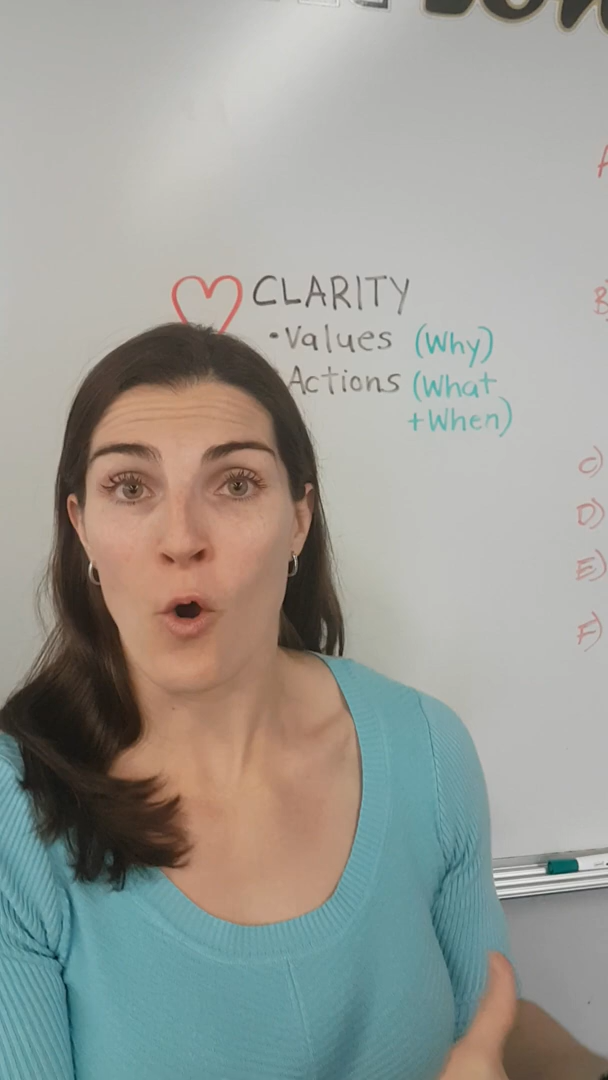 CLARITY
•Values (Why)
Actions (What
+When)
A
B)
C)
D)
E)
F)